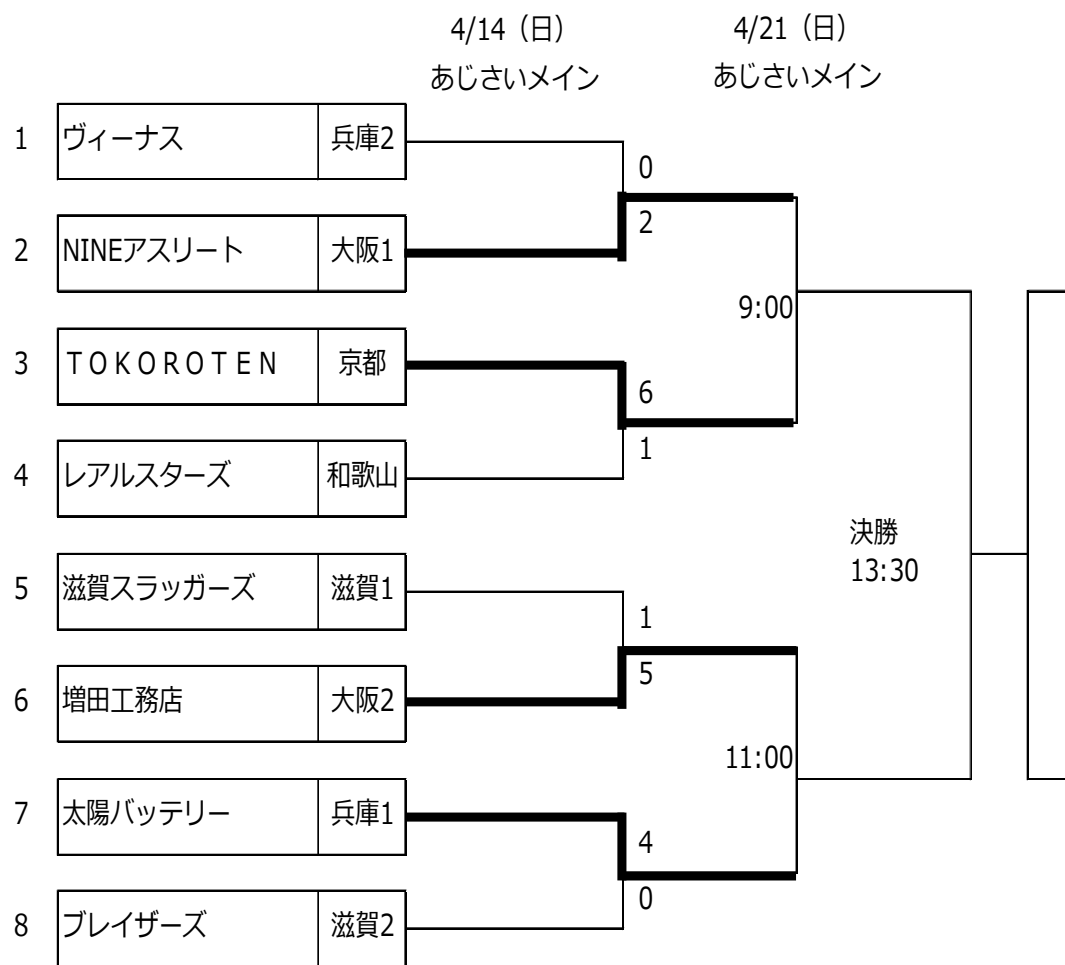 4/14（日） 4/21（日）
あじさいメイン あじさいメイン
1 ヴィーナス 兵庫2
0
2
2 NINEアスリート 大阪1
9:00
3 ＴＯＫＯＲＯＴＥＮ 京都
6
1
4 レアルスターズ 和歌山
決勝
13:30
5 滋賀スラッガーズ 滋賀1
1
5
6 増田工務店 大阪2
11:00
7 太陽バッテリー 兵庫1
4
0
8 ブレイザーズ 滋賀2